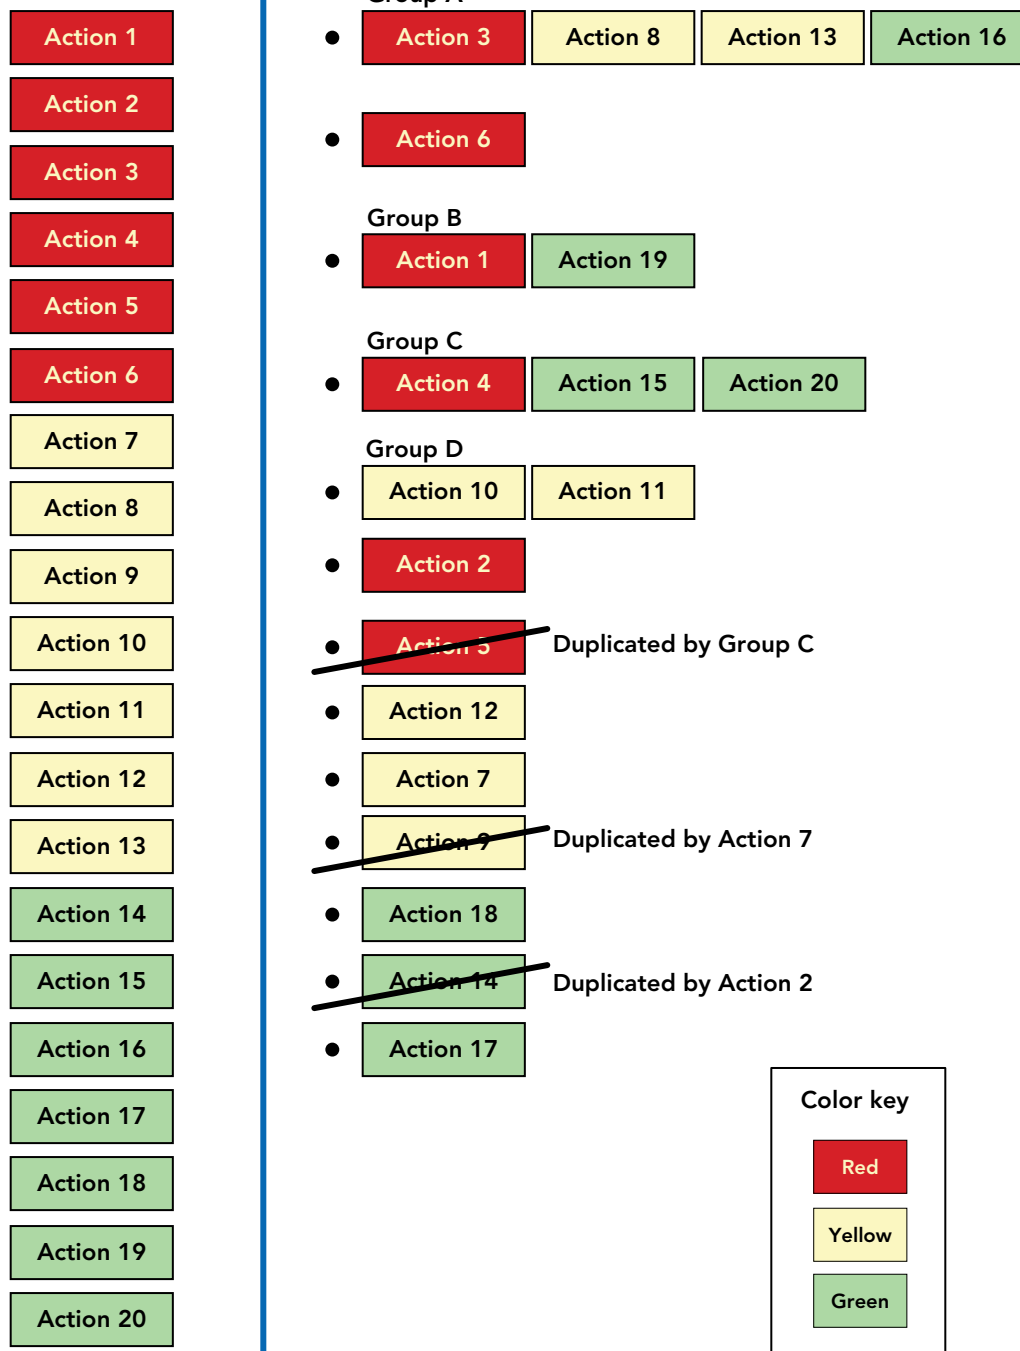 Action 1
Action 2
Action 3
Action 4
Action 5
Action 6
Action 7
Action 8
Action 9
Action 10
Action 11
Action 12
Action 13
Action 14
Action 15
Action 16
Action 17
Action 18
Action 19
Action 20
Group A
Action 3 Action 8 Action 13 Action 16
Action 6
Group B
Action 1 Action 19
Group C
Action 4 Action 15 Action 20
Group D
Action 10 Action 11
Action 2
Action 5 Duplicated by Group C
Action 12
Action 7
Action 9 Duplicated by Action 7
Action 18
Action 14 Duplicated by Action 2
Action 17
Color key
Red
Yellow
Green